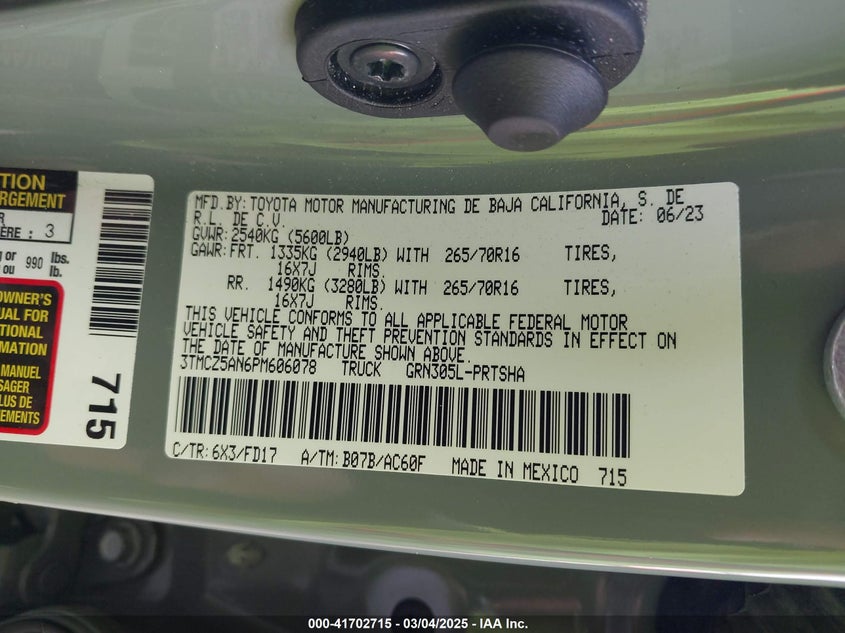 TION
RGEMENT
R
ÈRE : 3
g or 990 lbs.
ou lb.
OWNER'S
UAL FOR
TIONAL
RMATION
MANUEL
SAGER
LUS DE
EMENTS
715
MFD.BY:TOYOTA MOTOR MANUFACTURING DE BAJA CALIFORNIA, S. DE
R.L. DE C.V. DATE: 06/23
GVWR:2540KG (5600LB)
GAWR:FRT. 1335KG (2940LB) WITH 265/70R16 TIRES,
16X7J RIMS.
RR. 1490KG (3280LB) WITH 265/70R16 TIRES,
16X7J RIMS.
THIS VEHICLE CONFORMS TO ALL APPLICABLE FEDERAL MOTOR
VEHICLE SAFETY AND THEFT PREVENTION STANDARDS IN EFFECT ON
THE DATE OF MANUFACTURE SHOWN ABOVE.
3TMCZ5AN6PM606078 TRUCK GRN305L-PRTSHA
C/TR:6X3/FD17 A/TM:B07B/AC60F MADE IN MEXICO 715
000-41702715 - 03/04/2025 - IAAI Inc.